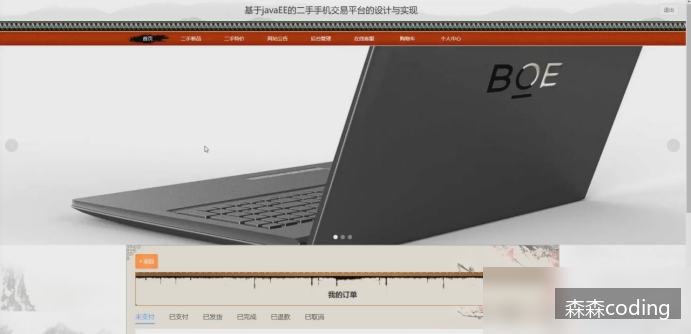 基于javaEE的二手手机交易平台的设计与实现
退出
首页 二手商品 二手特价 网站公告 后台管理 在线客服 购物车 个人中心
BOE
我的订单
未支付 已支付 已发货 已完成 已退款 已取消
森森coding